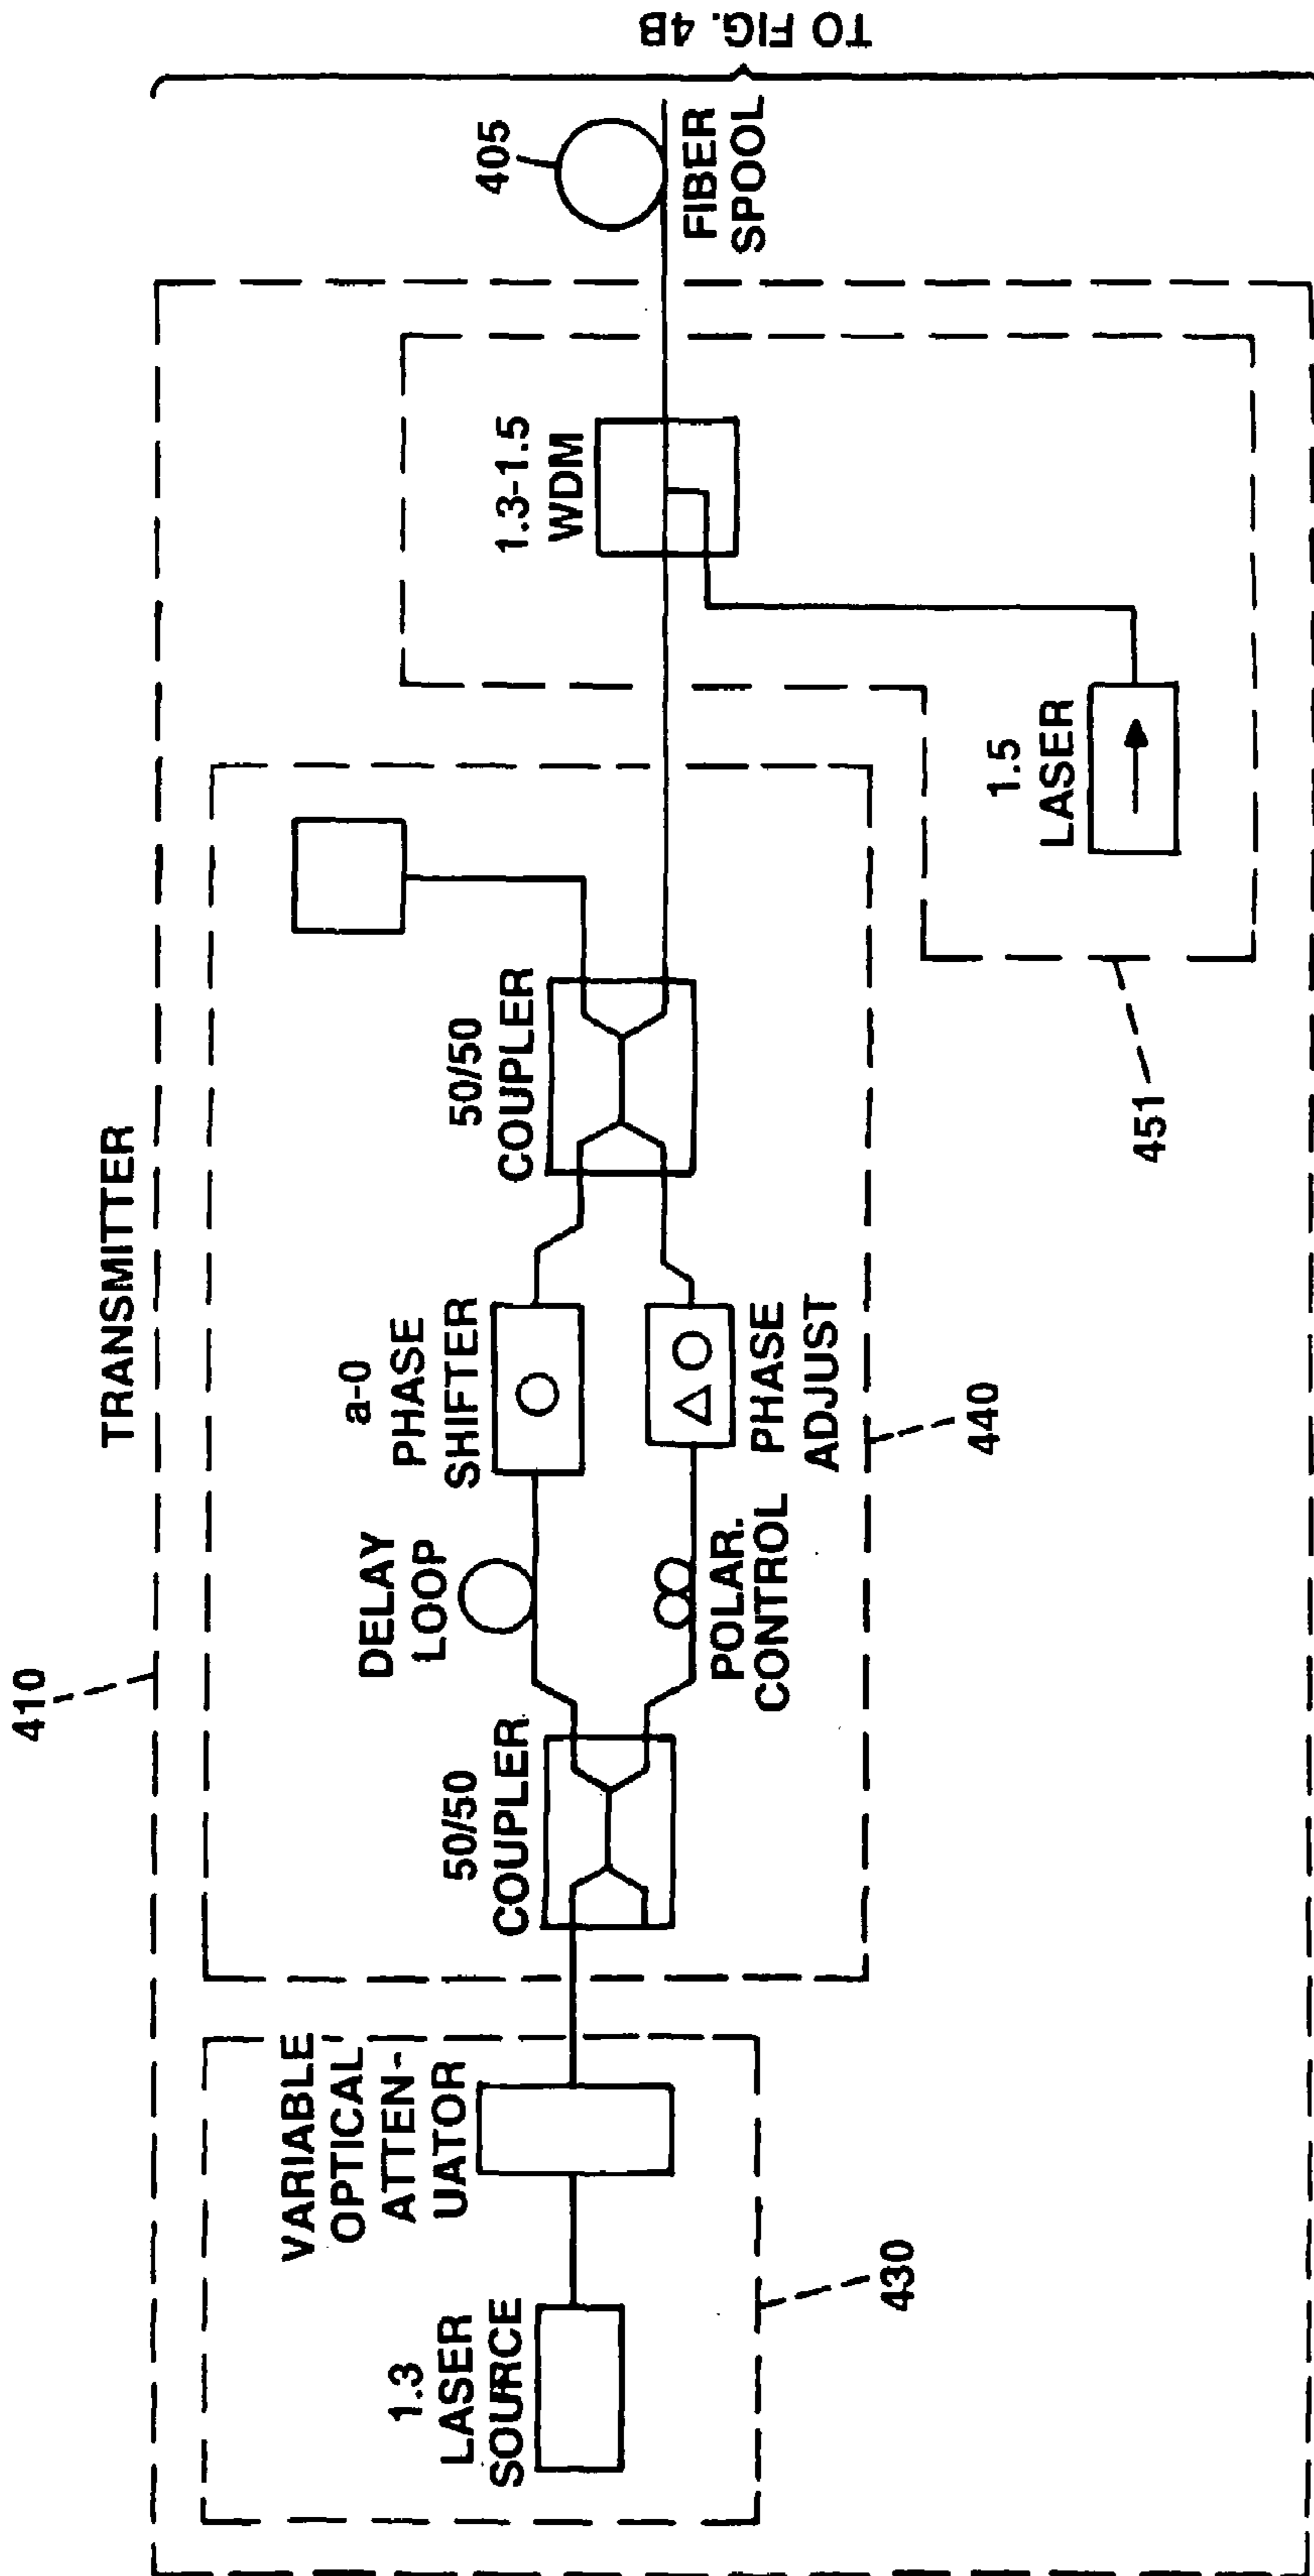 TRANSMITTER
410
1.3
LASER
SOURCE
VARIABLE
OPTICAL
ATTEN-
UATOR
430
50/50
COUPLER
DELAY
LOOP
POLAR.
CONTROL
a-0
PHASE
SHIFTER
PHASE
ADJUST
440
50/50
COUPLER
1.5
LASER
451
1.3-1.5
WDM
405
FIBER
SPOOL
TO FIG. 4B